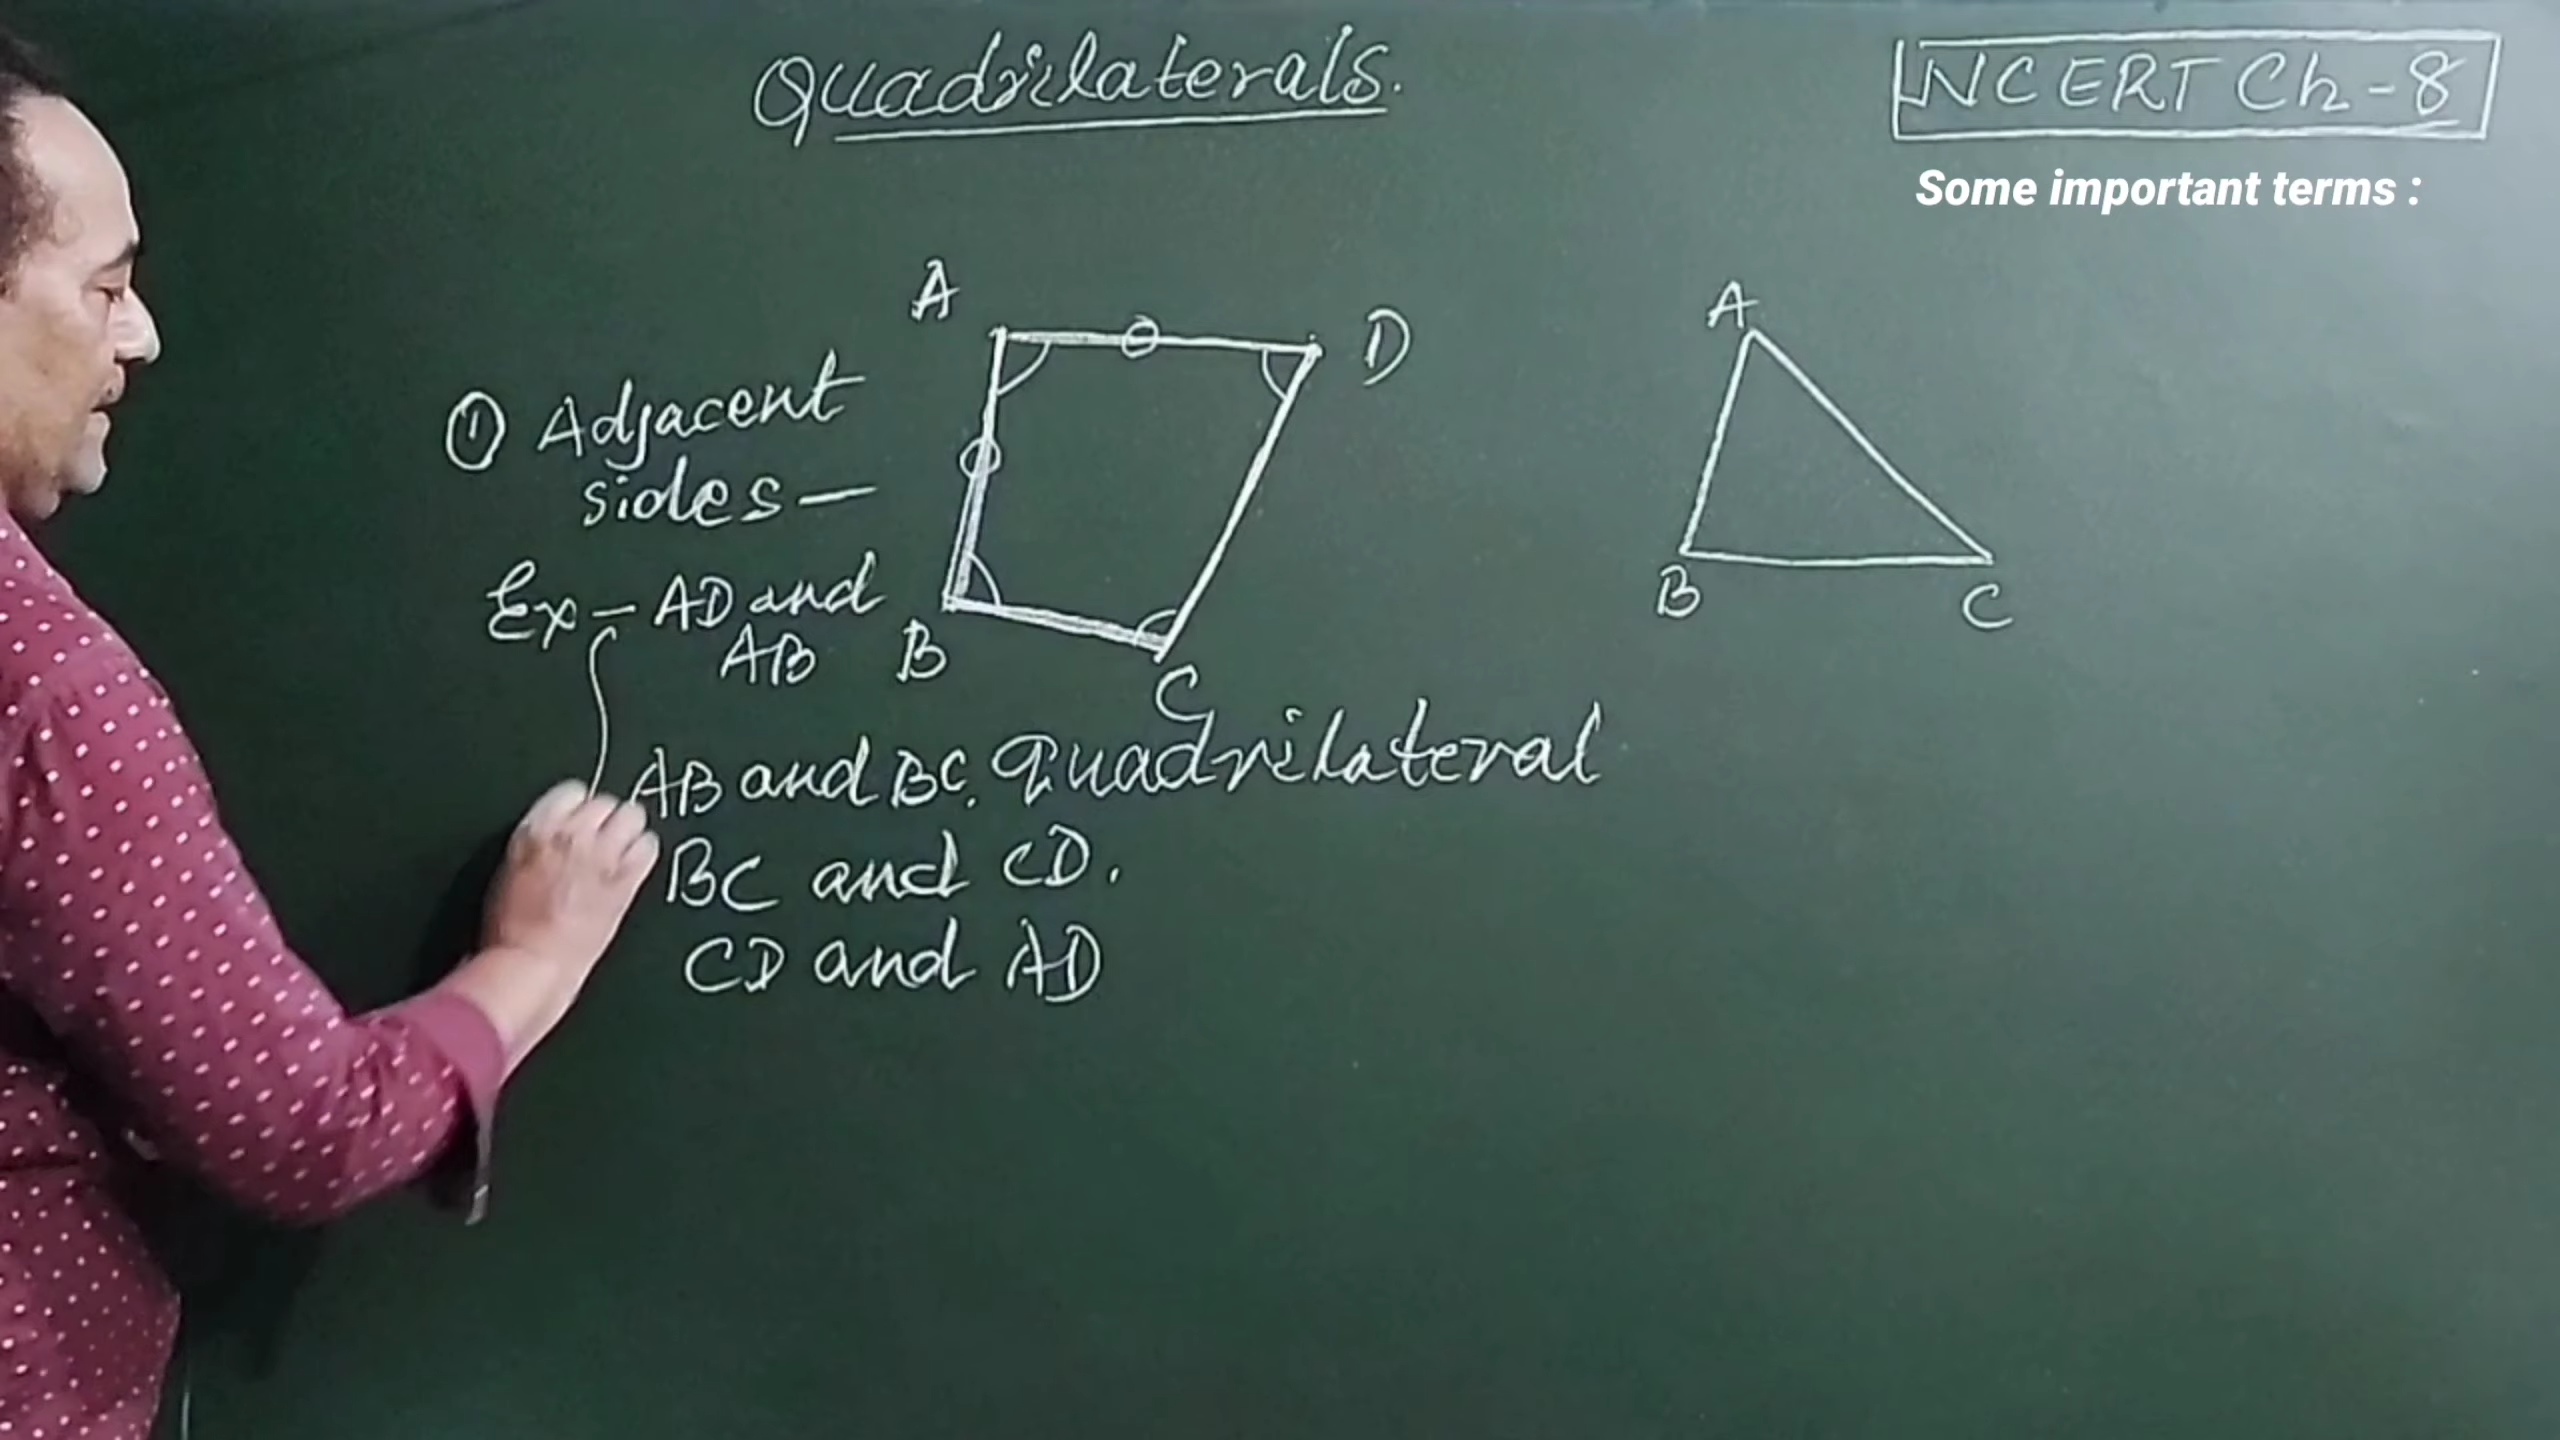 Quadrilaterals.
NCERT Ch-8
Some important terms :
A
D
B
C
A
B
C
① Adjacent
sides —
Ex - AD and
AB
AB and BC.
Quadrilateral
BC and CD.
CD and AD